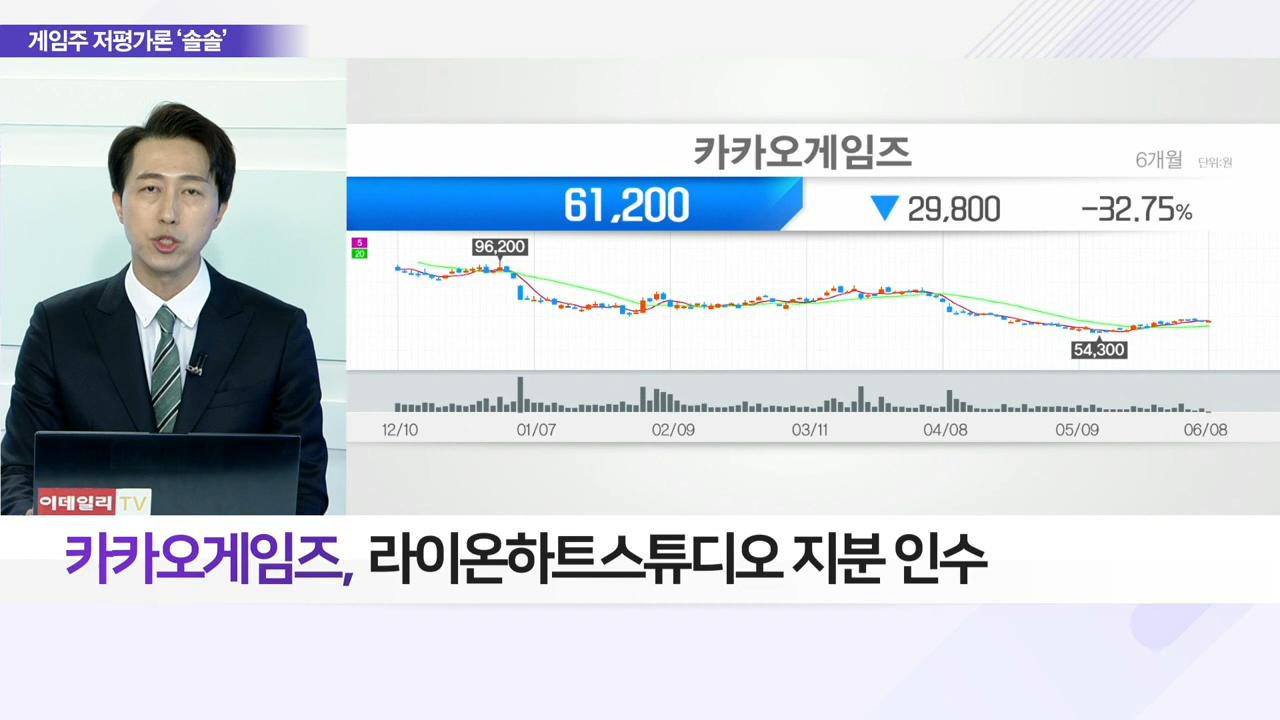 게임주 저평가론 ‘솔솔’
카카오게임즈
6개월 단위:원
61,200 ▼ 29,800 -32.75%
5
20
96,200
54,300
12/10 01/07 02/09 03/11 04/08 05/09 06/08
이데일리 TV
카카오게임즈, 라이온하트스튜디오 지분 인수